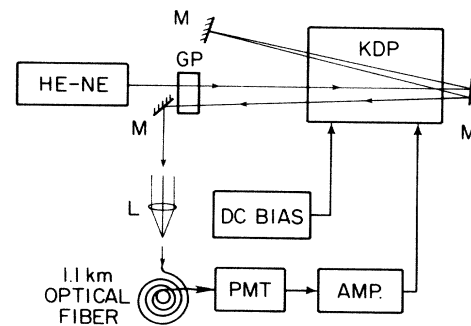 M
GP
KDP
HE-NE
M
M
L
DC BIAS
1.1 km
OPTICAL
FIBER
PMT
AMP.